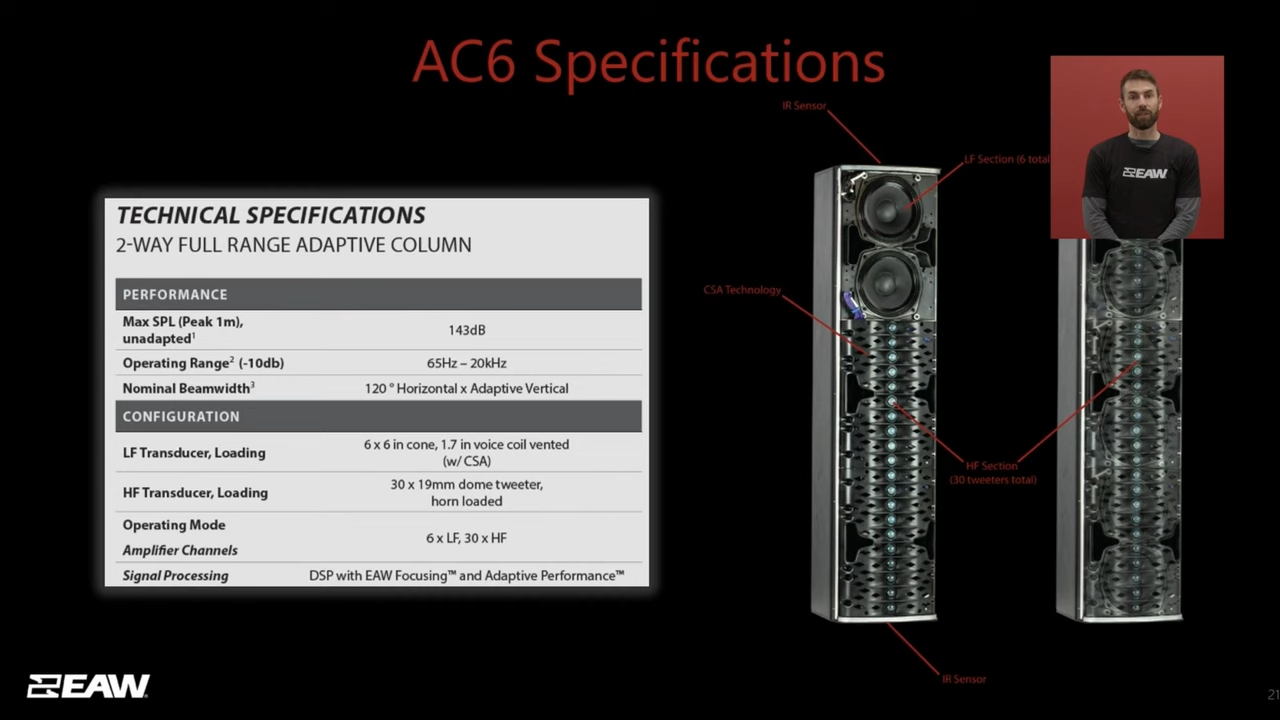 AC6 Specifications
IR Sensor
LF Section (6 total
EAW
TECHNICAL SPECIFICATIONS
2-WAY FULL RANGE ADAPTIVE COLUMN
PERFORMANCE
Max SPL (Peak 1m),
unadapted¹
143dB
Operating Range² (-10db) 65Hz – 20kHz
Nominal Beamwidth³ 120 ° Horizontal x Adaptive Vertical
CONFIGURATION
LF Transducer, Loading
6 x 6 in cone, 1.7 in voice coil vented
(w/ CSA)
HF Transducer, Loading
30 x 19mm dome tweeter,
horn loaded
Operating Mode
Amplifier Channels
6 x LF, 30 x HF
Signal Processing DSP with EAW Focusing™ and Adaptive Performance™
CSA Technology
HF Section
(30 tweeters total)
IR Sensor
EAW
21